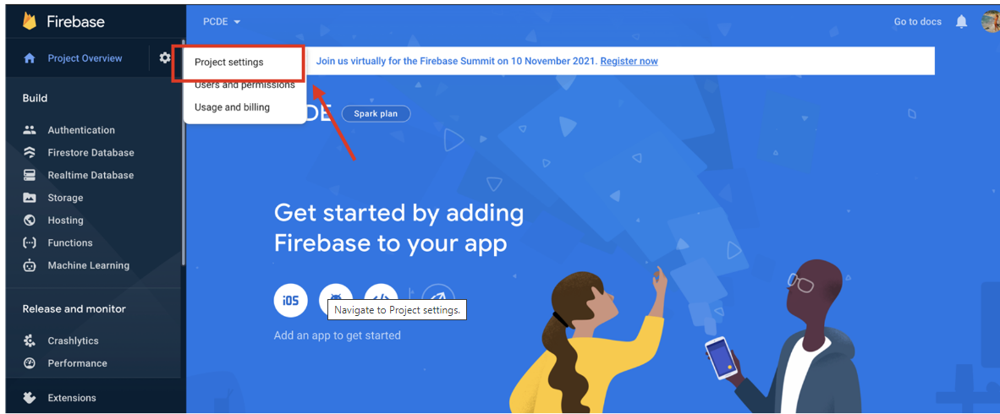 Firebase
PCDE
Go to docs
Project Overview
Project settings
Users and permissions
Usage and billing
Join us virtually for the Firebase Summit on 10 November 2021. Register now
DE
Spark plan
Build
Authentication
Firestore Database
Realtime Database
Storage
Hosting
Functions
Machine Learning
Release and monitor
Crashlytics
Performance
Extensions
Get started by adding
Firebase to your app
iOS
Navigate to Project settings.
Add an app to get started